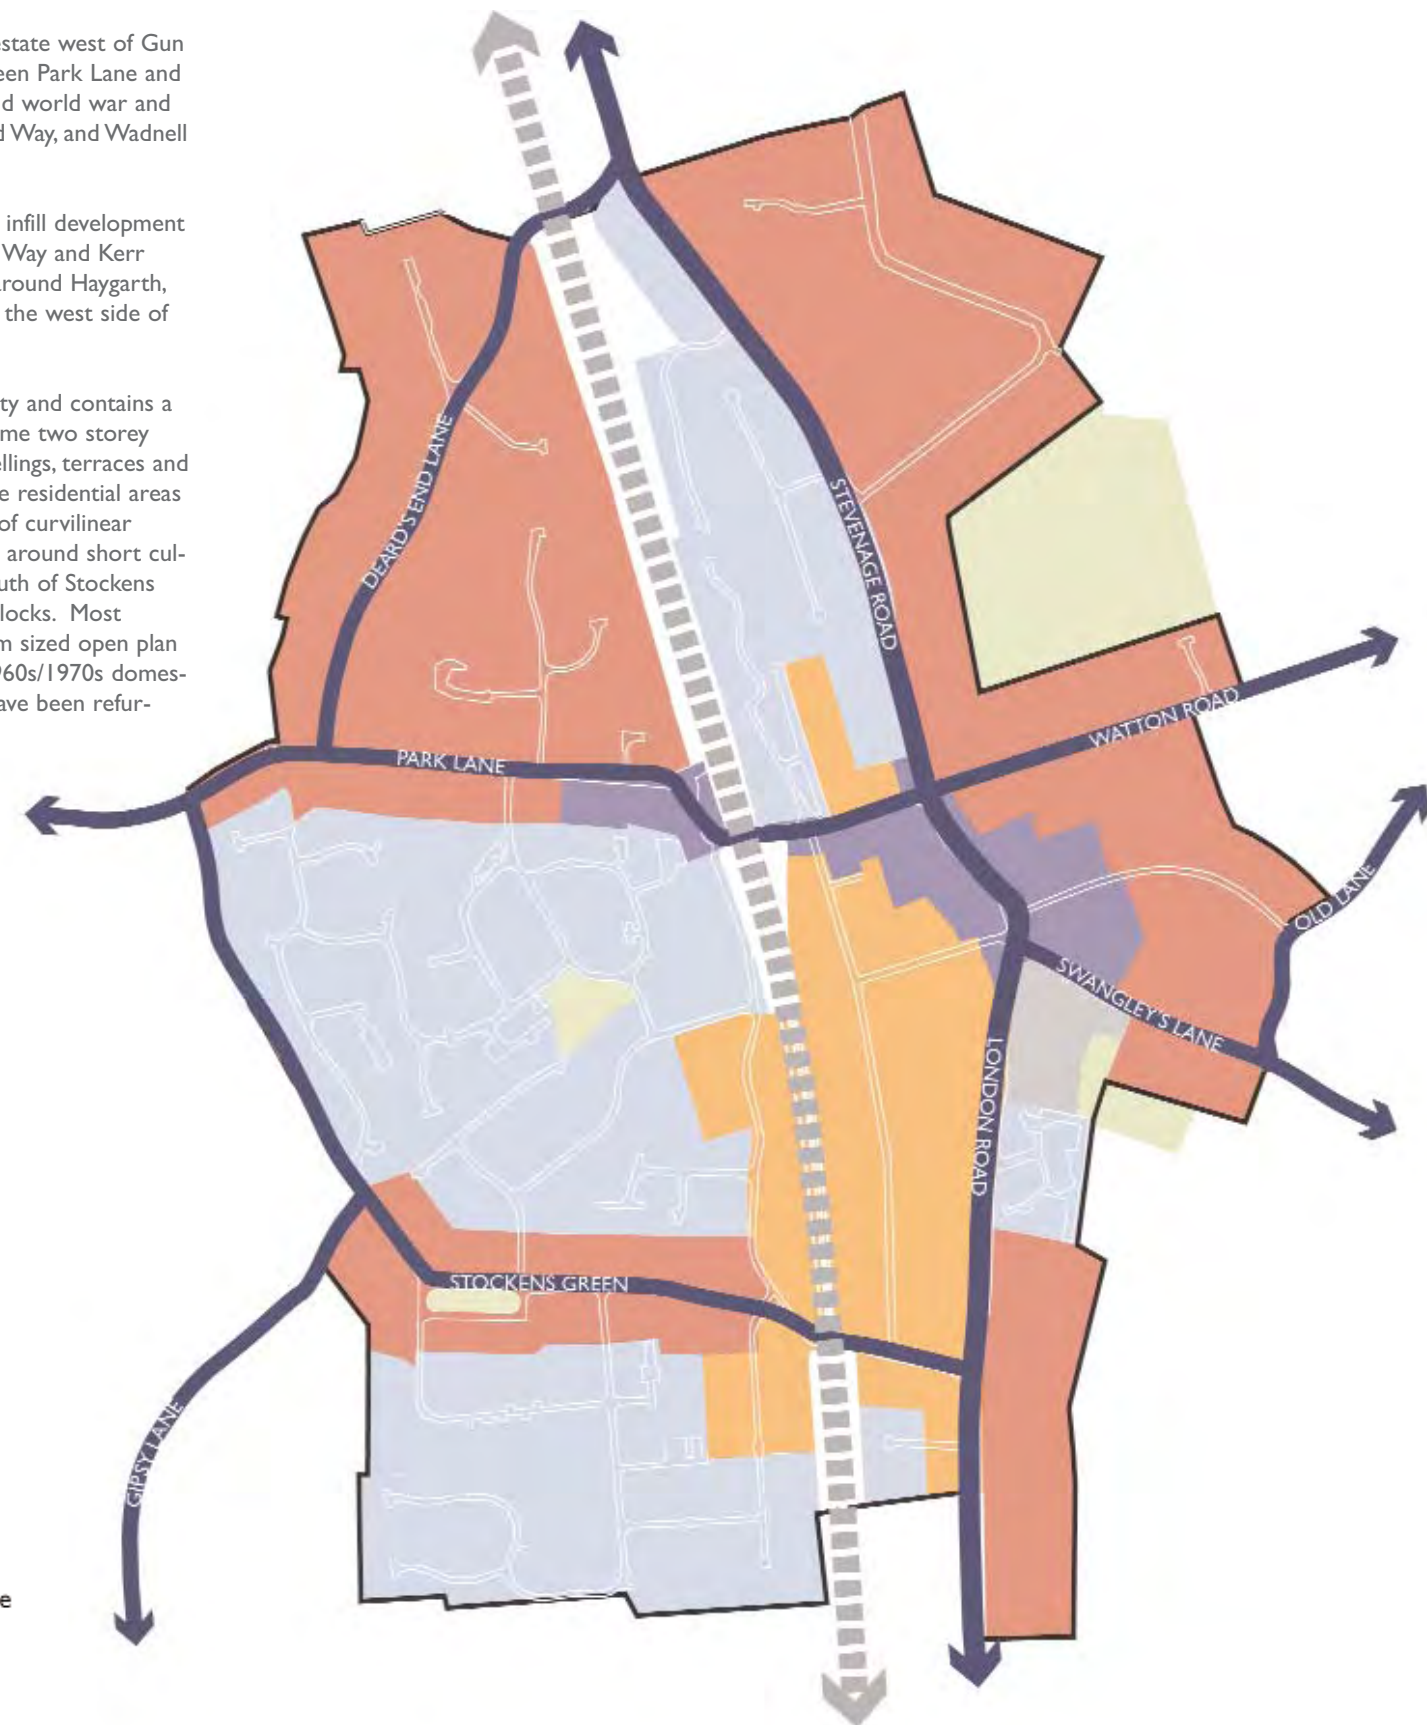 estate west of Gun
een Park Lane and
d world war and
d Way, and Wadnell
infill development
Way and Kerr
around Haygarth,
the west side of
ty and contains a
me two storey
ellings, terraces and
e residential areas
of curvilinear
around short cul-
uth of Stockens
locks. Most
m sized open plan
960s/1970s domes-
ave been refur-
DEARD'S END LANE
STEVENAGE ROAD
WATTON ROAD
PARK LANE
OLD LANE
SWANGLEY'S LANE
LONDON ROAD
STOCKENS GREEN
GIPSY LANE
e